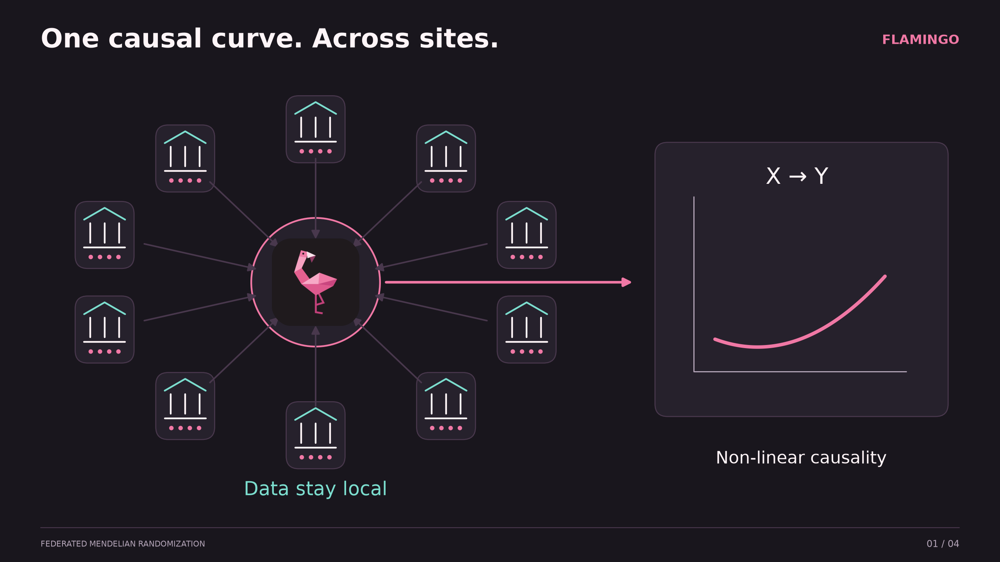 One causal curve. Across sites.
FLAMINGO
X → Y
Non-linear causality
Data stay local
FEDERATED MENDELIAN RANDOMIZATION
01 / 04